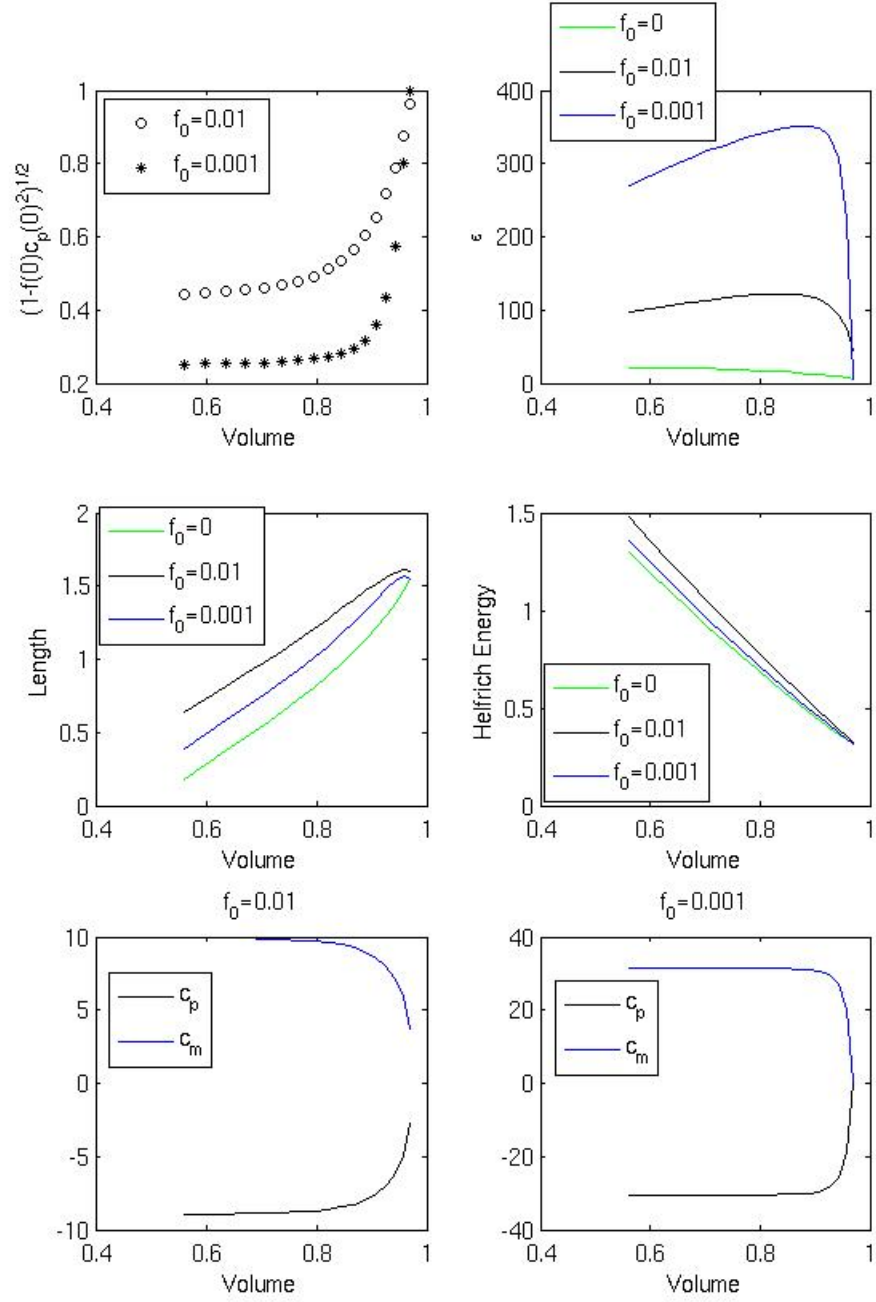 f_0=0
f_0=0.01
f_0=0.001
1
0.8
0.6
0.4
0.2
(1-f(0)c_p(0)^2)^1/2
f_0=0.01
f_0=0.001
0.4 0.6 0.8 1
Volume
400
300
200
100
0
ε
0.4 0.6 0.8 1
Volume
2
1.5
1
0.5
0
Length
f_0=0
f_0=0.01
f_0=0.001
0.4 0.6 0.8 1
Volume
1.5
1
0.5
0
Helfrich Energy
f_0=0
f_0=0.01
f_0=0.001
0.4 0.6 0.8 1
Volume
f_0=0.01
10
5
0
-5
-10
c_p
c_m
0.4 0.6 0.8 1
Volume
f_0=0.001
40
20
0
-20
-40
c_p
c_m
0.4 0.6 0.8 1
Volume